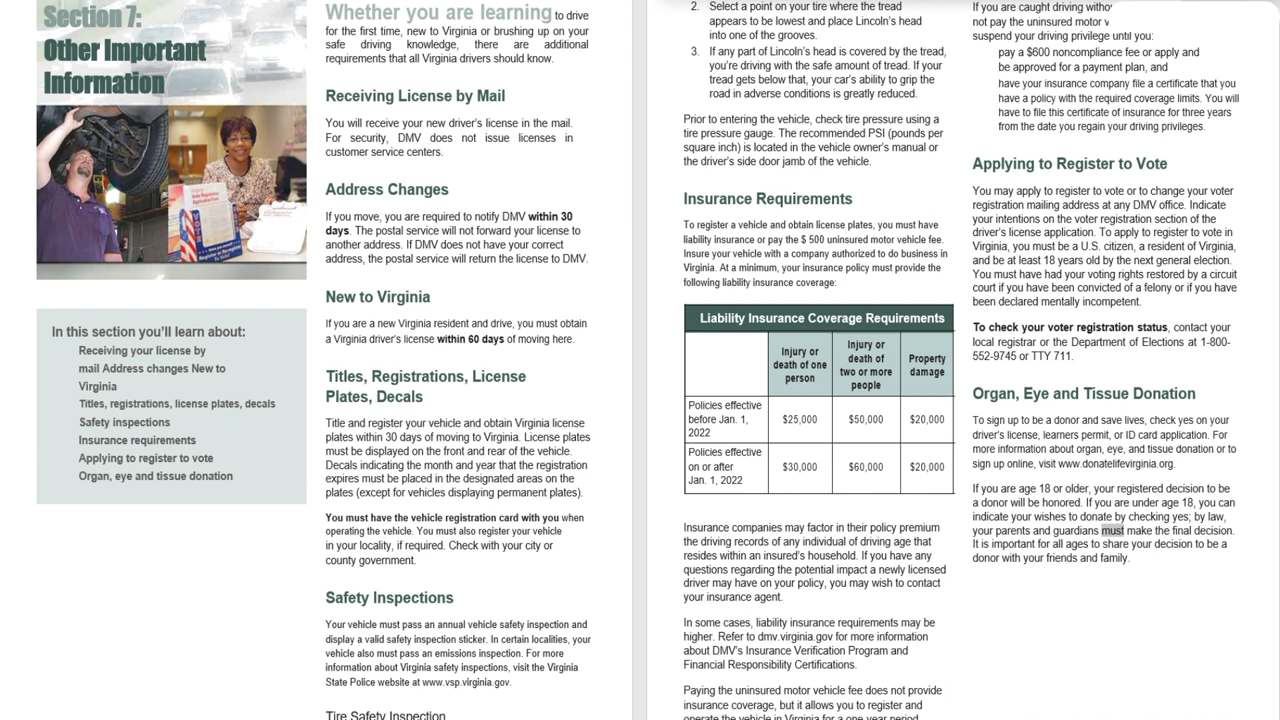 Section 7:
Other Important
Information
In this section you'll learn about:
Receiving your license by
mail Address changes New to
Virginia
Titles, registrations, license plates, decals
Safety inspections
Insurance requirements
Applying to register to vote
Organ, eye and tissue donation
Whether you are learning to drive
for the first time, new to Virginia or brushing up on your
safe driving knowledge, there are additional
requirements that all Virginia drivers should know.
Receiving License by Mail
You will receive your new driver's license in the mail.
For security, DMV does not issue licenses in
customer service centers.
Address Changes
If you move, you are required to notify DMV within 30
days. The postal service will not forward your license to
another address. If DMV does not have your correct
address, the postal service will return the license to DMV.
New to Virginia
If you are a new Virginia resident and drive, you must obtain
a Virginia driver's license within 60 days of moving here.
Titles, Registrations, License
Plates, Decals
Title and register your vehicle and obtain Virginia license
plates within 30 days of moving to Virginia. License plates
must be displayed on the front and rear of the vehicle.
Decals indicating the month and year that the registration
expires must be placed in the designated areas on the
plates (except for vehicles displaying permanent plates).
You must have the vehicle registration card with you when
operating the vehicle. You must also register your vehicle
in your locality, if required. Check with your city or
county government.
Safety Inspections
Your vehicle must pass an annual vehicle safety inspection and
display a valid safety inspection sticker. In certain localities, your
vehicle also must pass an emissions inspection. For more
information about Virginia safety inspections, visit the Virginia
State Police website at www.vsp.virginia.gov.
Tire Safety Inspection
2. Select a point on your tire where the tread
appears to be lowest and place Lincoln's head
into one of the grooves.
3. If any part of Lincoln's head is covered by the tread,
you're driving with the safe amount of tread. If your
tread gets below that, your car's ability to grip the
road in adverse conditions is greatly reduced.
Prior to entering the vehicle, check tire pressure using a
tire pressure gauge. The recommended PSI (pounds per
square inch) is located in the vehicle owner's manual or
the driver's side door jamb of the vehicle.
Insurance Requirements
To register a vehicle and obtain license plates, you must have
liability insurance or pay the $ 500 uninsured motor vehicle fee.
Insure your vehicle with a company authorized to do business in
Virginia. At a minimum, your insurance policy must provide the
following liability insurance coverage:
Liability Insurance Coverage Requirements
Injury or
death of one
person
Injury or
death of
two or more
people
Property
damage
Policies effective
before Jan. 1,
2022
$25,000
$50,000
$20,000
Policies effective
on or after
Jan. 1, 2022
$30,000
$60,000
$20,000
Insurance companies may factor in their policy premium
the driving records of any individual of driving age that
resides within an insured's household. If you have any
questions regarding the potential impact a newly licensed
driver may have on your policy, you may wish to contact
your insurance agent.
In some cases, liability insurance requirements may be
higher. Refer to dmv.virginia.gov for more information
about DMV's Insurance Verification Program and
Financial Responsibility Certifications.
Paying the uninsured motor vehicle fee does not provide
insurance coverage, but it allows you to register and
operate the vehicle in Virginia for a one year period
If you are caught driving
not pay the uninsured motor
suspend your driving privilege until you:
pay a $600 noncompliance fee or apply and
be approved for a payment plan, and
have your insurance company file a certificate that you
have a policy with the required coverage limits. You will
have to file this certificate of insurance for three years
from the date you regain your driving privileges.
Applying to Register to Vote
You may apply to register to vote or to change your voter
registration mailing address at any DMV office. Indicate
your intentions on the voter registration section of the
driver's license application. To apply to register to vote in
Virginia, you must be a U.S. citizen, a resident of Virginia,
and be at least 18 years old by the next general election.
You must have had your voting rights restored by a circuit
court if you have been convicted of a felony or if you have
been declared mentally incompetent.
To check your voter registration status, contact your
local registrar or the Department of Elections at 1-800-
552-9745 or TTY 711.
Organ, Eye and Tissue Donation
To sign up to be a donor and save lives, check yes on your
driver's license, learners permit, or ID card application. For
more information about organ, eye, and tissue donation or to
sign up online, visit www.donatelifevirginia.org.
If you are age 18 or older, your registered decision to be
a donor will be honored. If you are under age 18, you can
indicate your wishes to donate by checking yes; by law,
your parents and guardians must make the final decision.
It is important for all ages to share your decision to be a
donor with your friends and family.